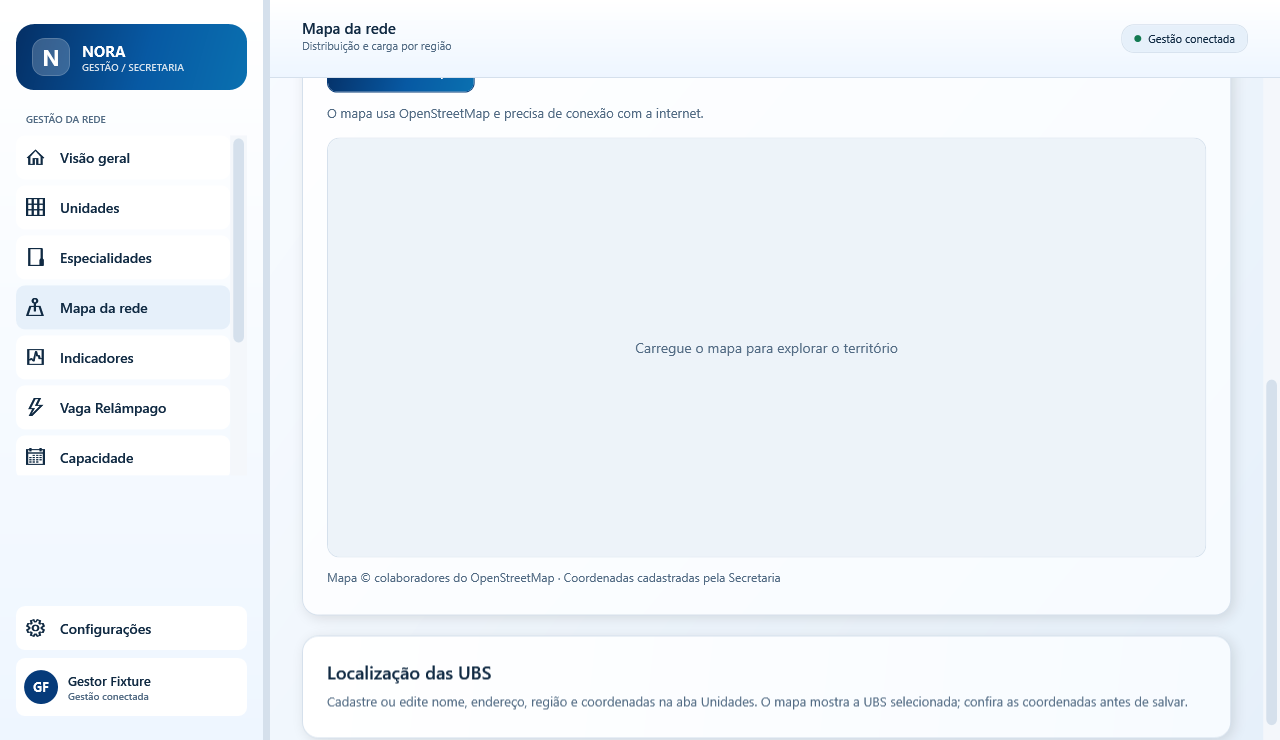 N
NORA
GESTÃO / SECRETARIA
GESTÃO DA REDE
Visão geral
Unidades
Especialidades
Mapa da rede
Indicadores
Vaga Relâmpago
Capacidade
Configurações
GF
Gestor Fixture
Gestão conectada
Mapa da rede
Distribuição e carga por região
Gestão conectada
O mapa usa OpenStreetMap e precisa de conexão com a internet.
Carregue o mapa para explorar o território
Mapa © colaboradores do OpenStreetMap · Coordenadas cadastradas pela Secretaria
Localização das UBS
Cadastre ou edite nome, endereço, região e coordenadas na aba Unidades. O mapa mostra a UBS selecionada; confira as coordenadas antes de salvar.